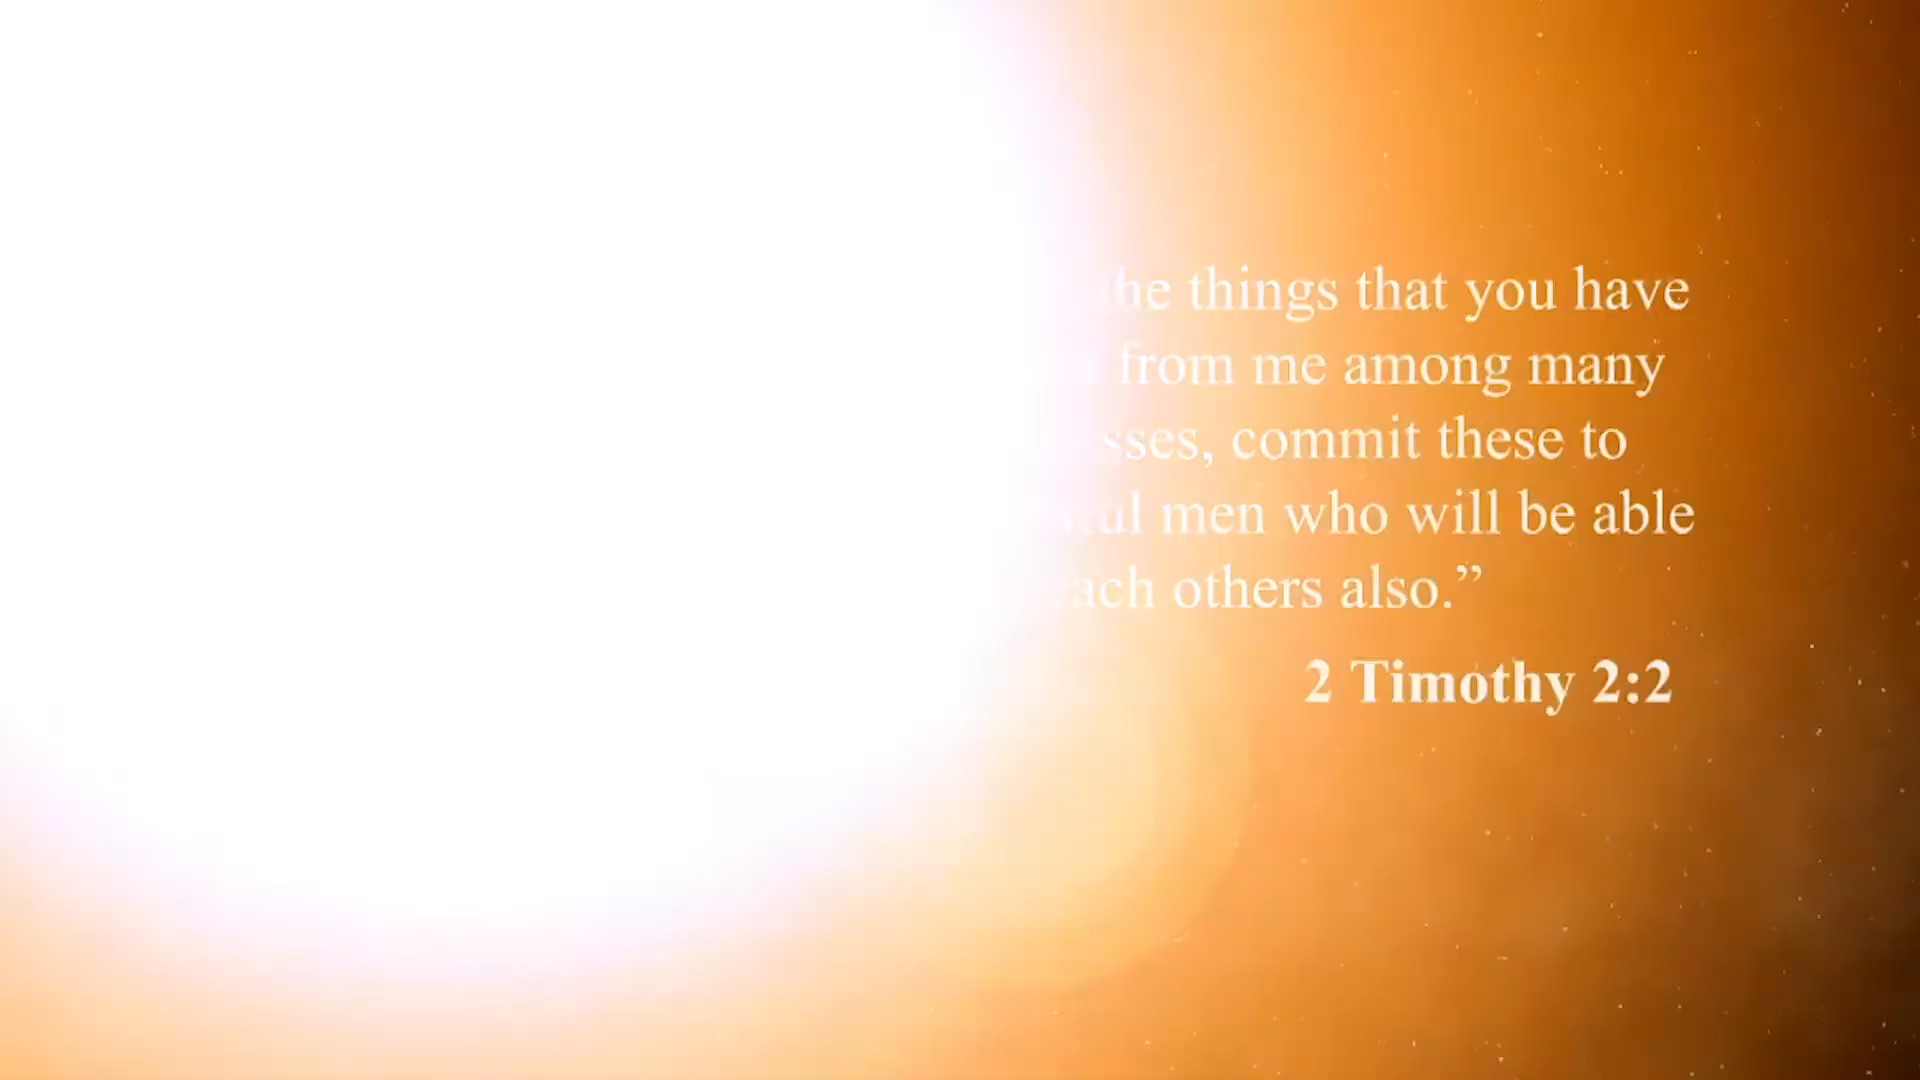 the things that you have
from me among many
commit these to
men who will be able
others also.”
2 Timothy 2:2